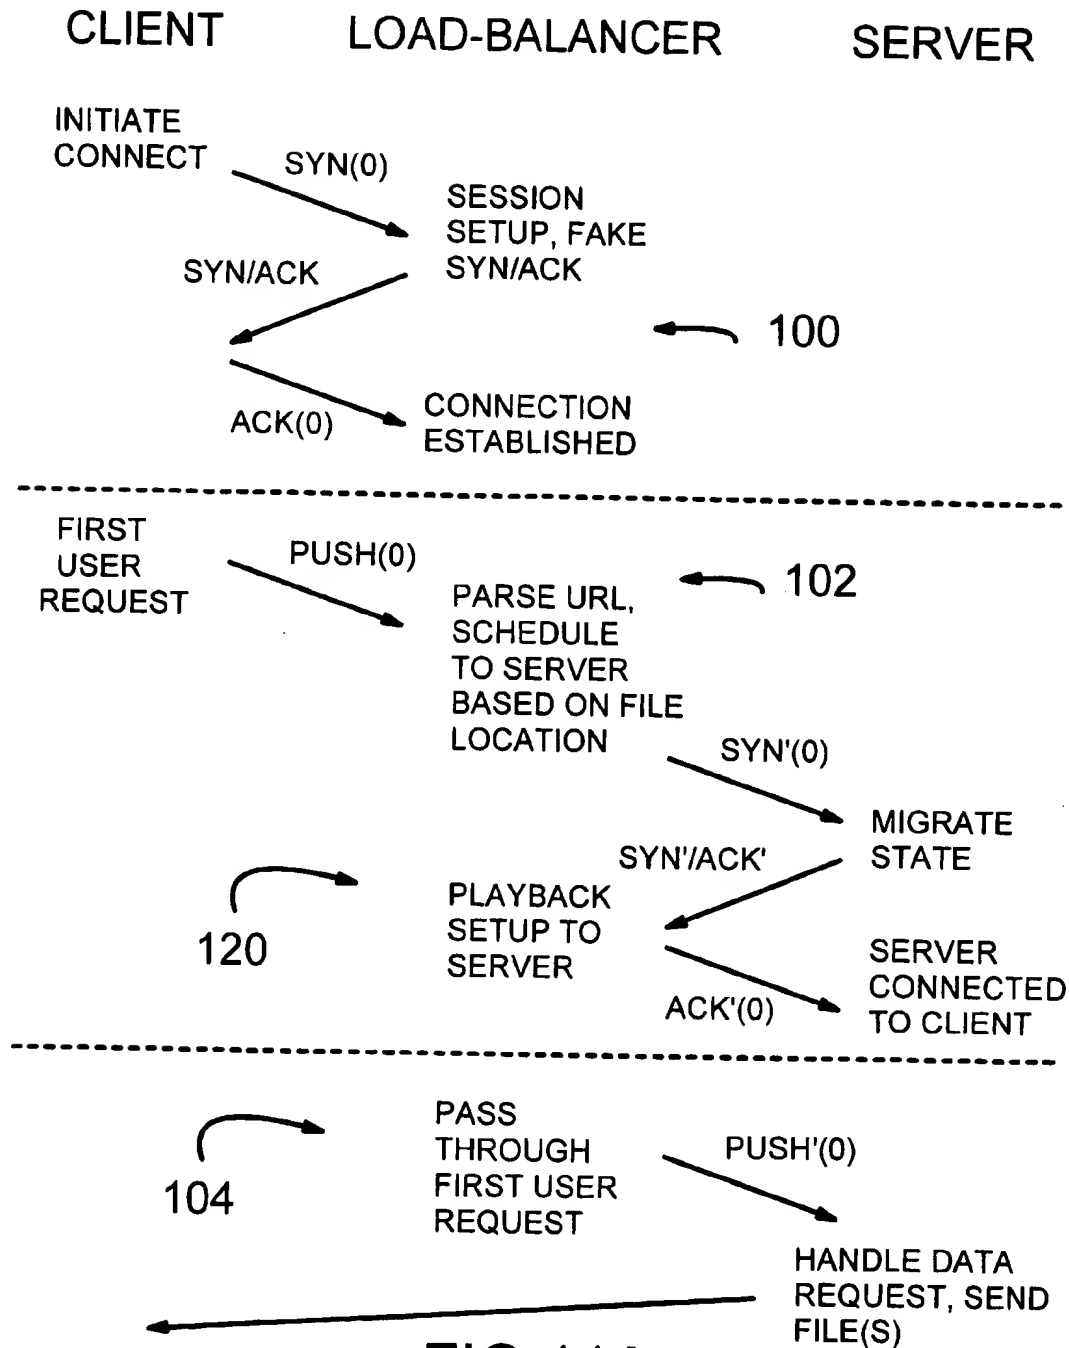 CLIENT LOAD-BALANCER SERVER
INITIATE
CONNECT
SYN(0)
SESSION
SETUP, FAKE
SYN/ACK
SYN/ACK
100
ACK(0)
CONNECTION
ESTABLISHED
FIRST
USER
REQUEST
PUSH(0)
102
PARSE URL,
SCHEDULE
TO SERVER
BASED ON FILE
LOCATION
SYN'(0)
MIGRATE
STATE
SYN'/ACK'
120
PLAYBACK
SETUP TO
SERVER
ACK'(0)
SERVER
CONNECTED
TO CLIENT
104
PASS
THROUGH
FIRST USER
REQUEST
PUSH'(0)
HANDLE DATA
REQUEST, SEND
FILE(S)